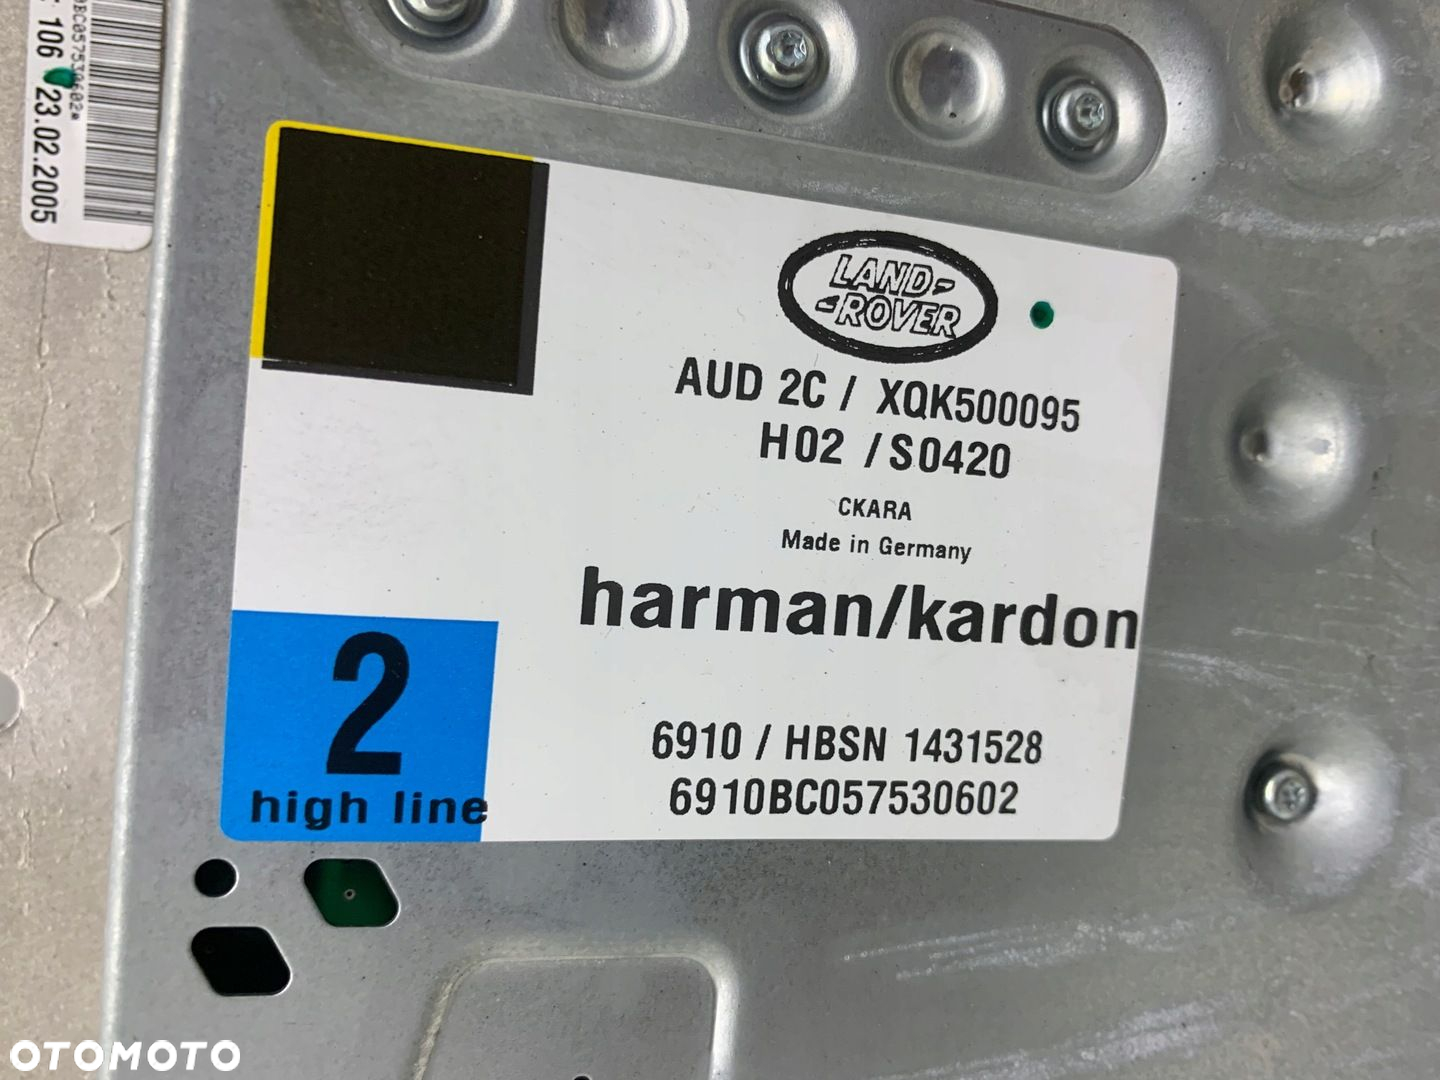 106 23.02.2005
LAND-
-ROVER
AUD 2C / XQK500095
H02 /S0420
CKARA
Made in Germany
harman/kardon
2
high line
6910 / HBSN 1431528
6910BC057530602
OTOMOTO